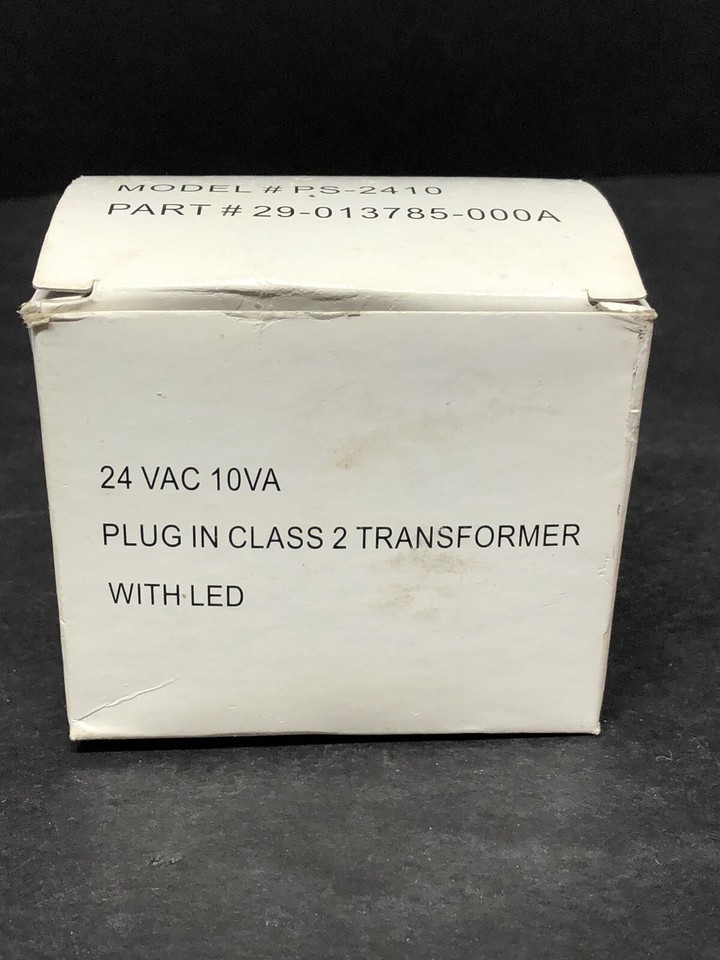 MODEL # PS-2410
PART # 29-013785-000A
24 VAC 10VA
PLUG IN CLASS 2 TRANSFORMER
WITH LED